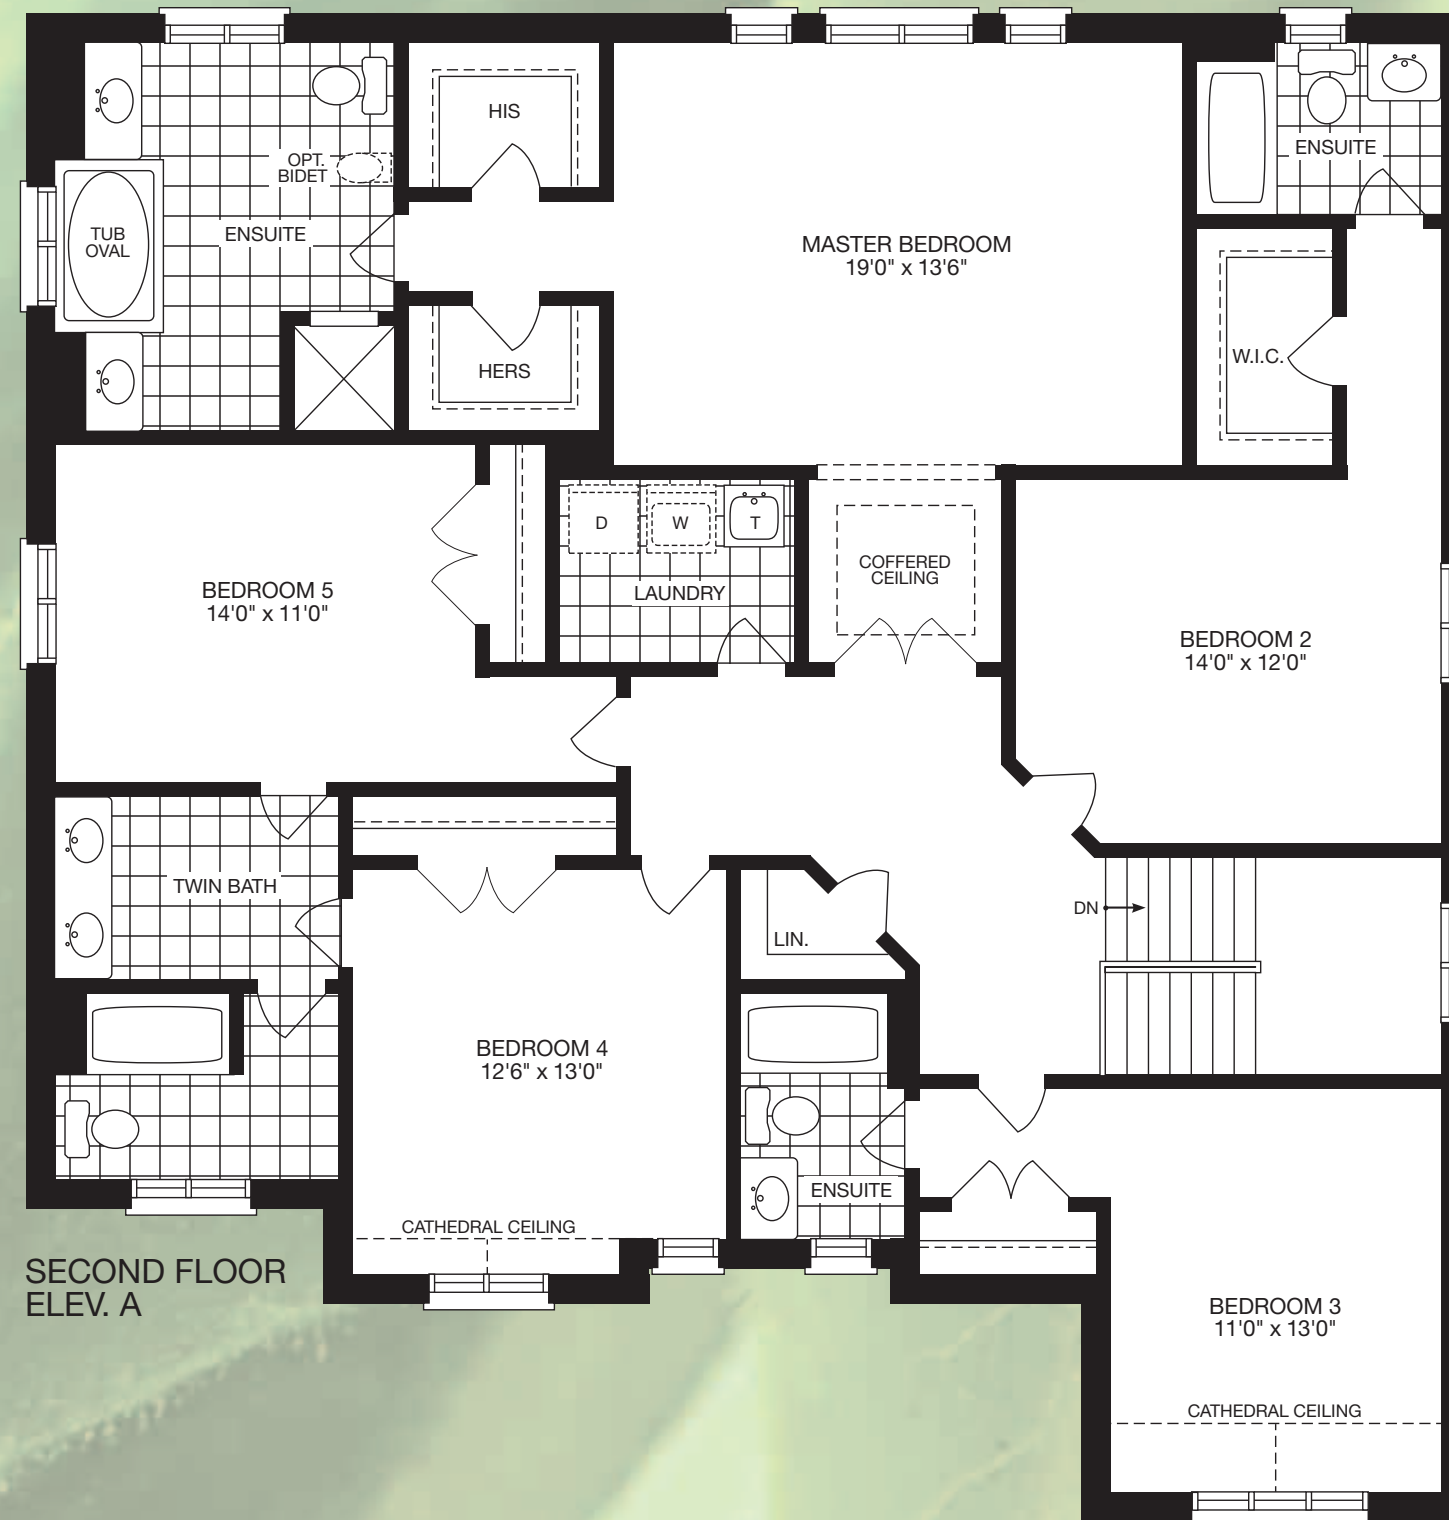 HIS
ENSUITE
OPT.
BIDET
TUB
OVAL
ENSUITE
MASTER BEDROOM
19'0" x 13'6"
W.I.C.
HERS
D
W
T
COFFERED
CEILING
LAUNDRY
BEDROOM 5
14'0" x 11'0"
BEDROOM 2
14'0" x 12'0"
TWIN BATH
DN
LIN.
BEDROOM 4
12'6" x 13'0"
ENSUITE
CATHEDRAL CEILING
SECOND FLOOR
ELEV. A
BEDROOM 3
11'0" x 13'0"
CATHEDRAL CEILING